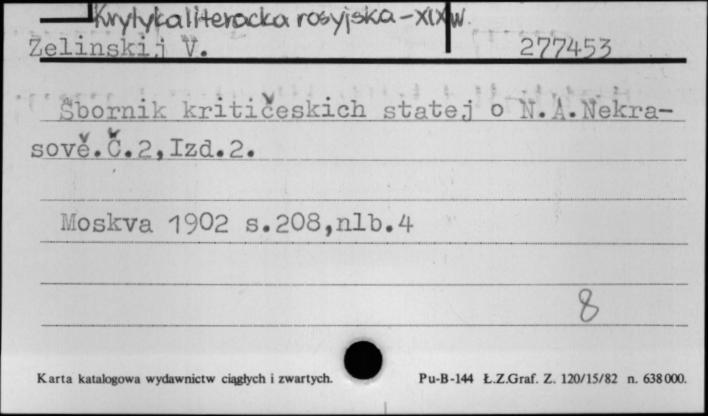 Krytyka literacka rosyjska - XIX w.
Zelinskij V. 277453
Sbornik kritičeskich statej o N.A.Nekra-
sově.Č.2,Izd.2.
Moskva 1902 s.208,nlb.4
8
Karta katalogowa wydawnictw ciągłych i zwartych. Pu-B-144 Ł.Z.Graf. Z. 120/15/82 n. 638000.